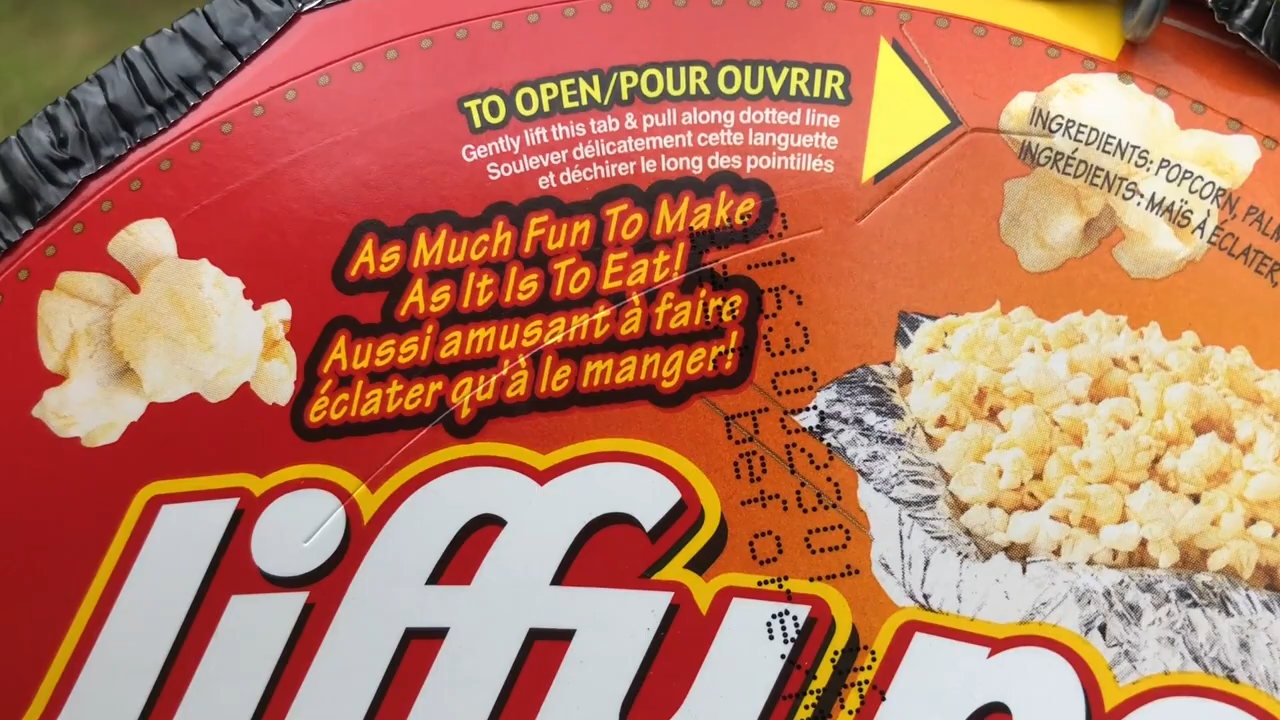 TO OPEN/POUR OUVRIR
Gently lift this tab & pull along dotted line
Soulever délicatement cette languette
et déchirer le long des pointillés
INGREDIENTS: POPCORN, PALM
INGRÉDIENTS: MAÏS À ÉCLATER,
As Much Fun To Make
As It Is To Eat!
Aussi amusant à faire
éclater qu'à le manger!